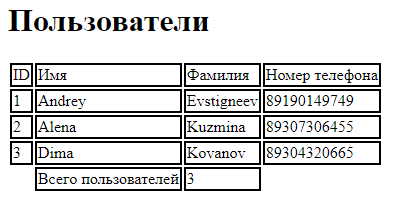 Пользователи
ID Имя Фамилия Номер телефона
1 Andrey Evstigneev 89190149749
2 Alena Kuzmina 89307306455
3 Dima Kovanov 89304320665
Всего пользователей 3